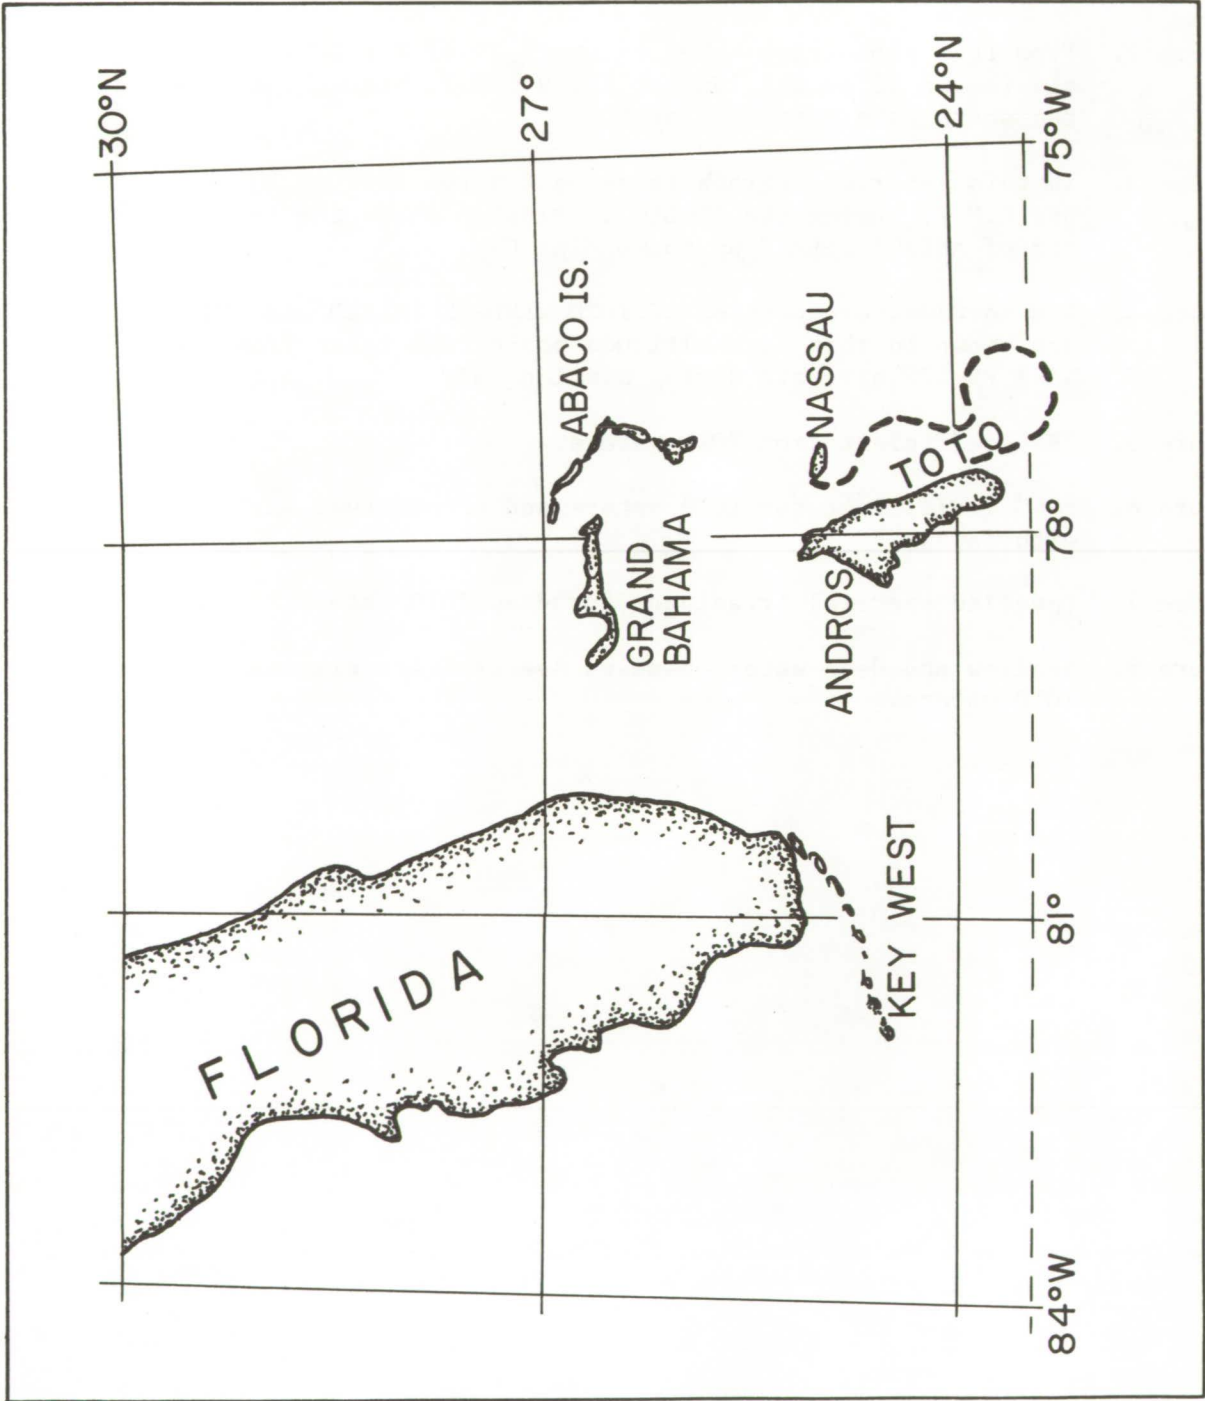 30°N
27°
24°N
75°W
78°
81°
84°W
FLORIDA
ABACO IS.
GRAND
BAHAMA
NASSAU
TOTO
ANDROS
KEY WEST